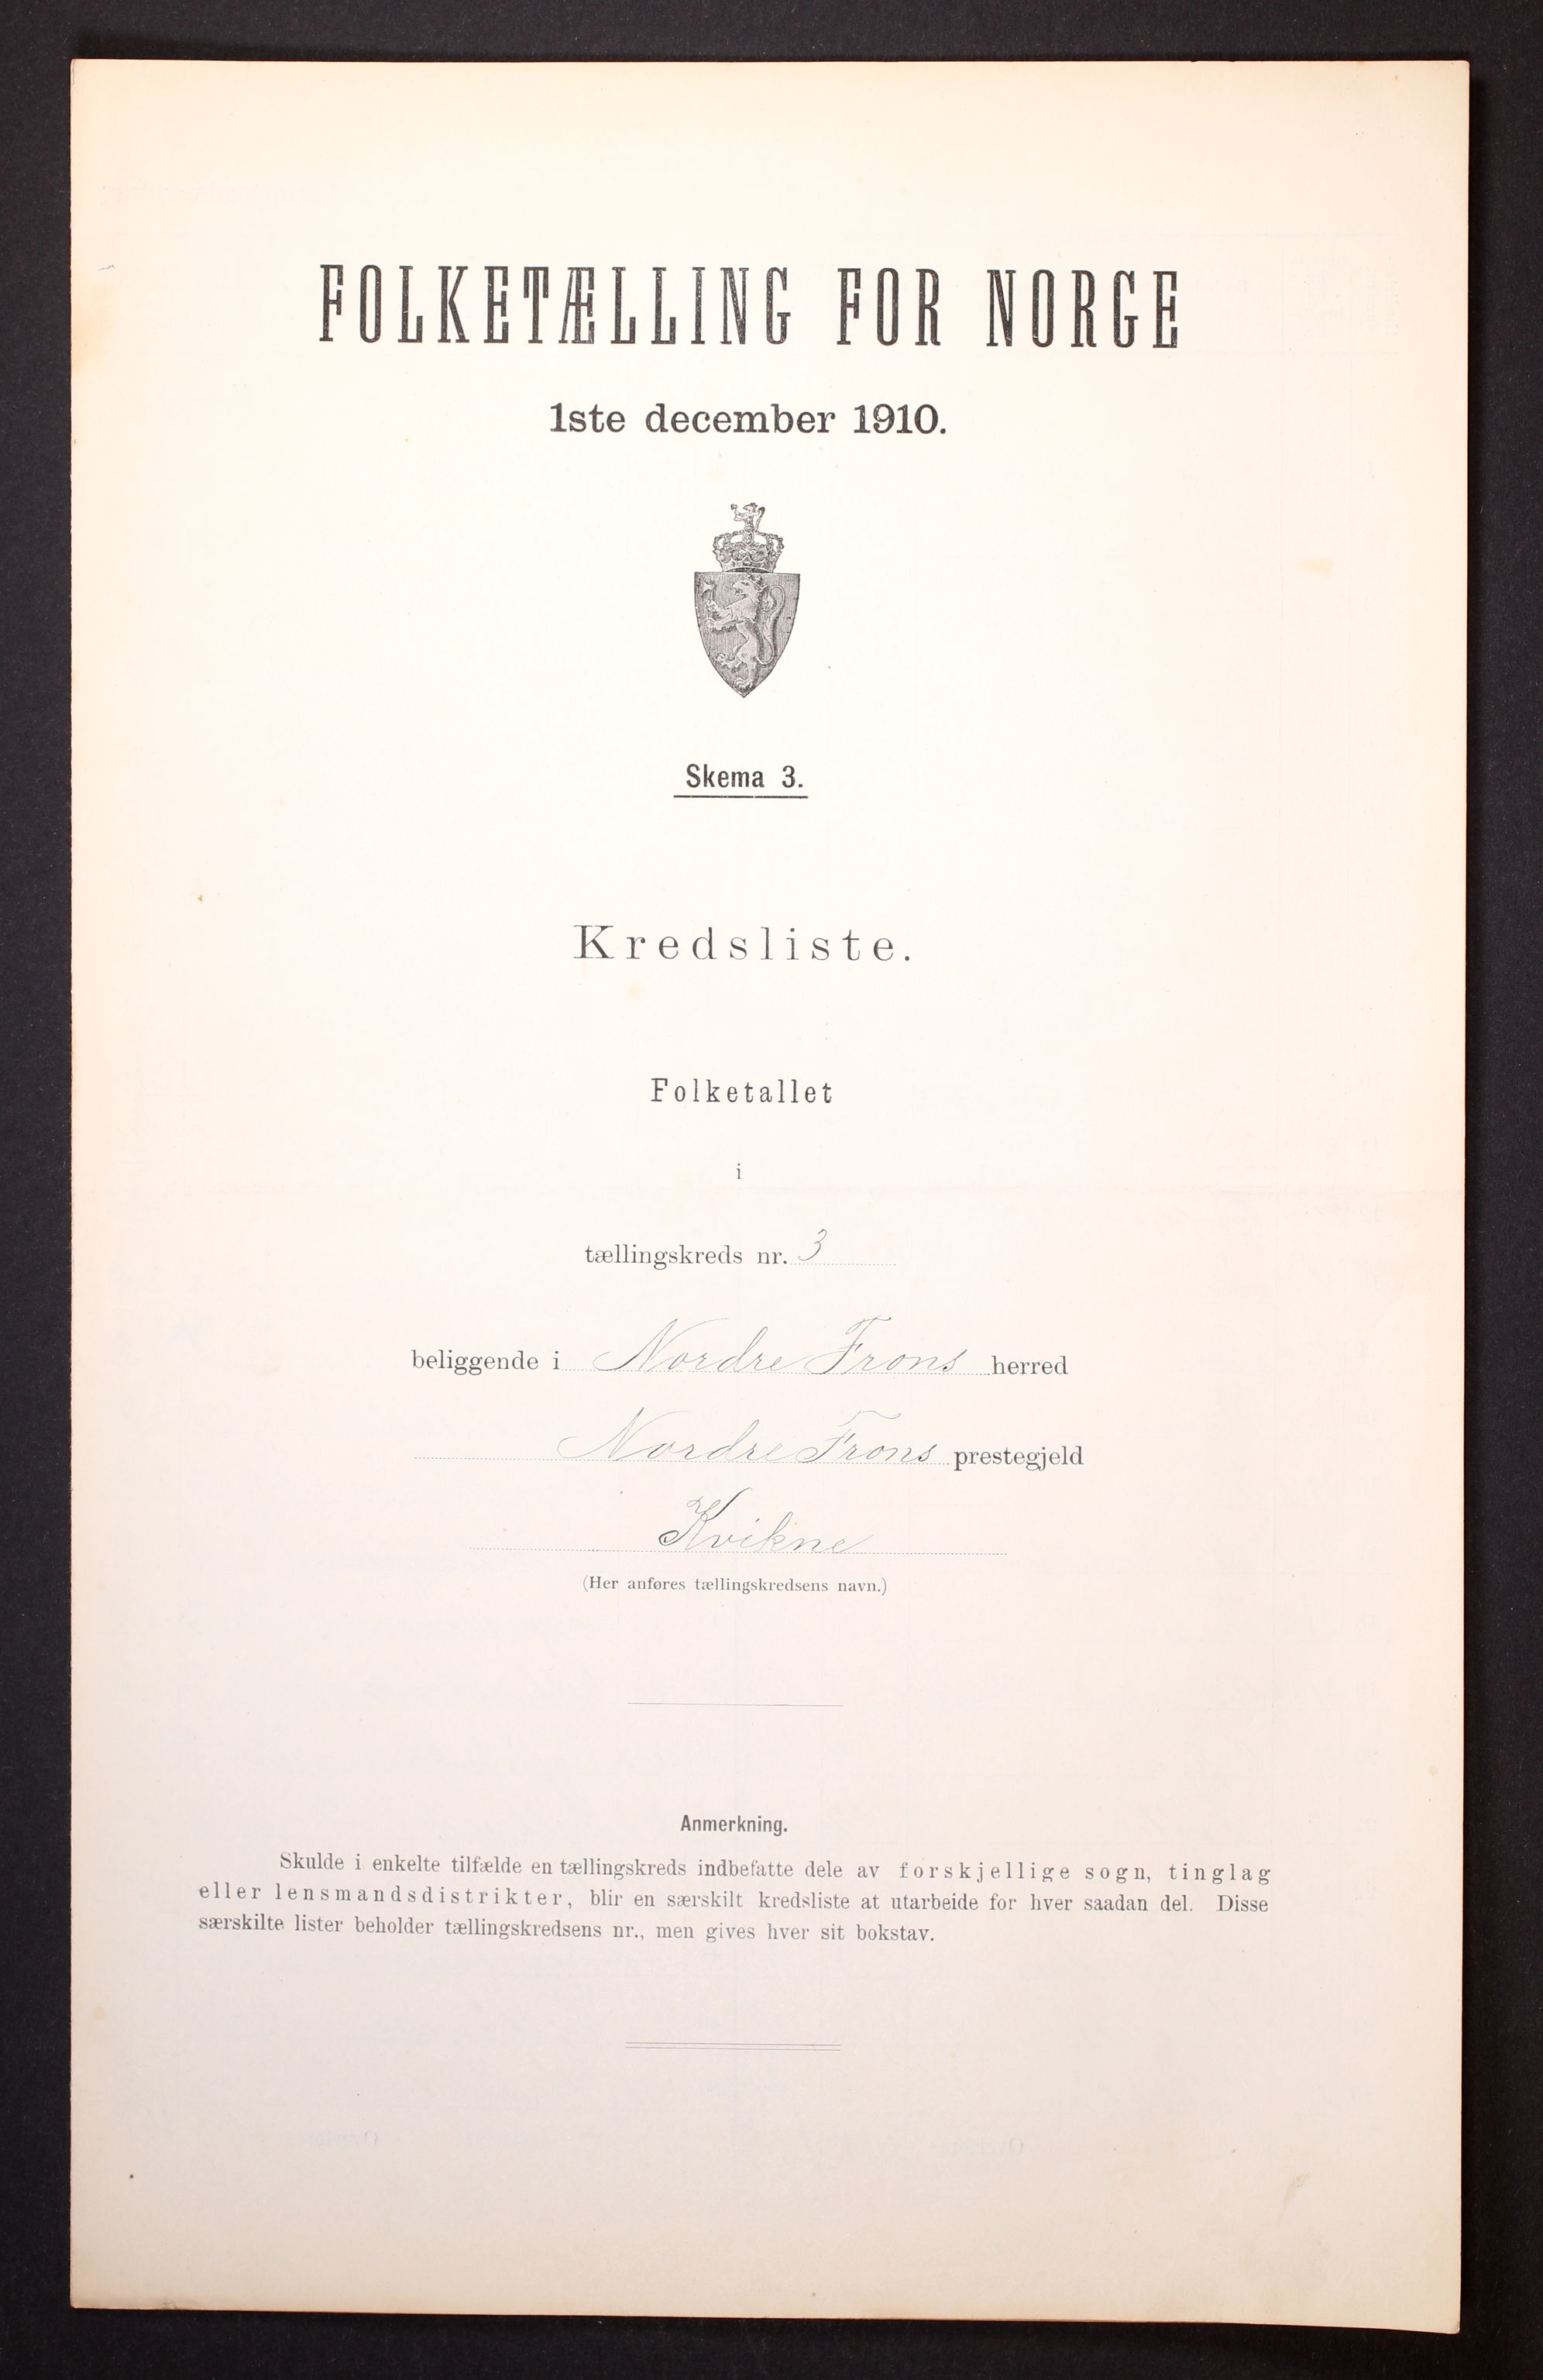 FOLKETÆLLING FOR NORGE
1ste december 1910.
Skema 3.
Kredsliste.
Folketallet
i
tællingskreds nr. 3
beliggende i Nordre Frons herred
Nordre Frons prestegjeld
Kvikne
(Her anføres tællingskredsens navn.)
Anmerkning.
Skulde i enkelte tilfælde en tællingskreds indbefatte dele av forskjellige sogn, tinglag
eller lensmandsdistrikter, blir en særskilt kredsliste at utarbeide for hver saadan del. Disse
særskilte lister beholder tællingskredsens nr., men gives hver sit bokstav.